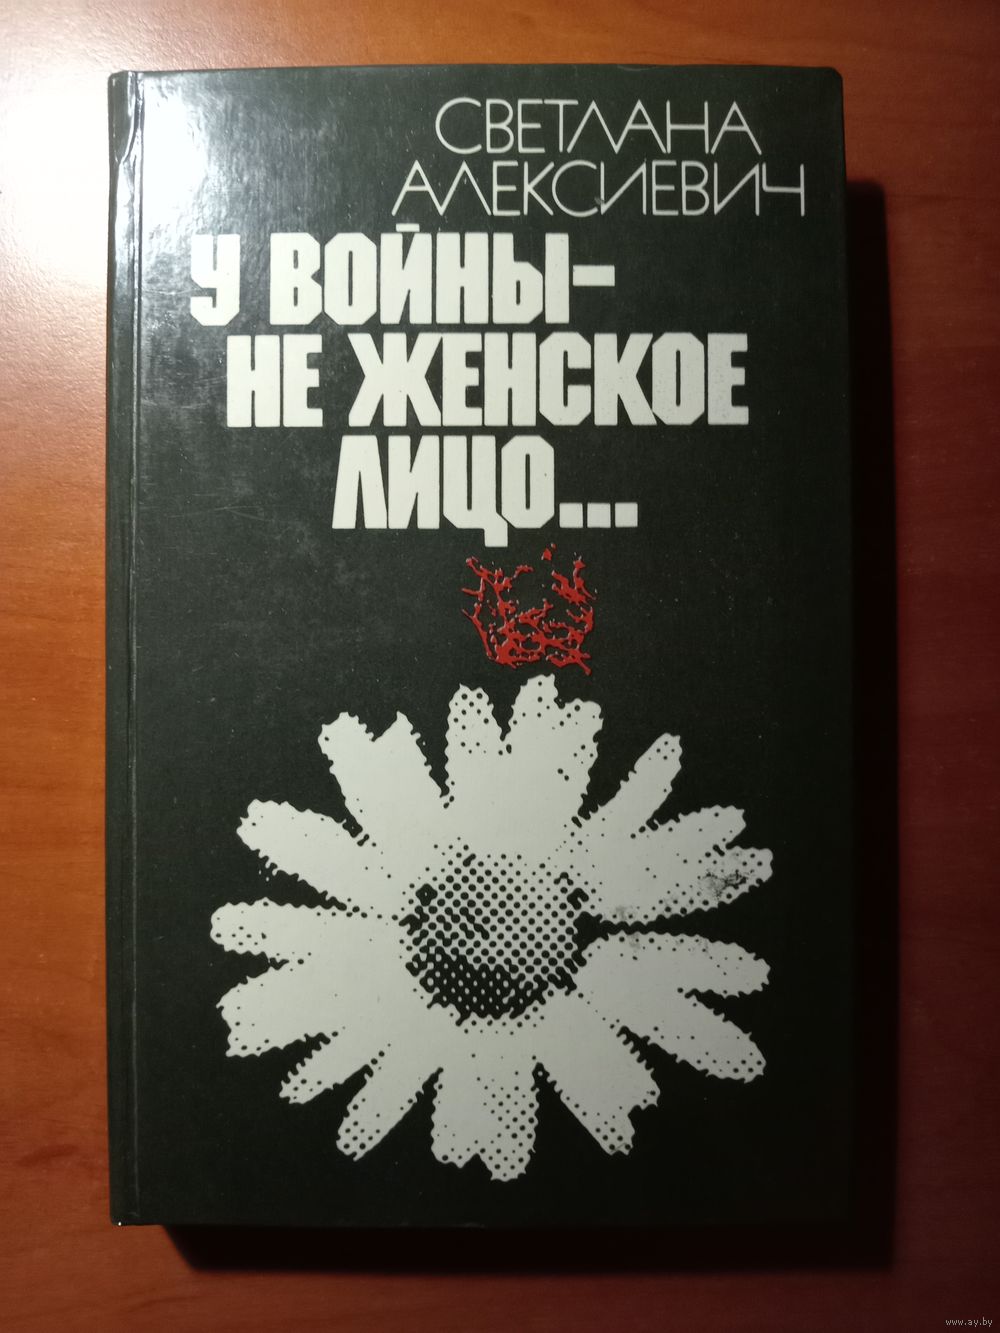 СВЕТЛАНА
АЛЕКСИЕВИЧ
У ВОЙНЫ-
НЕ ЖЕНСКОЕ
ЛИЦО...
www.ay.by